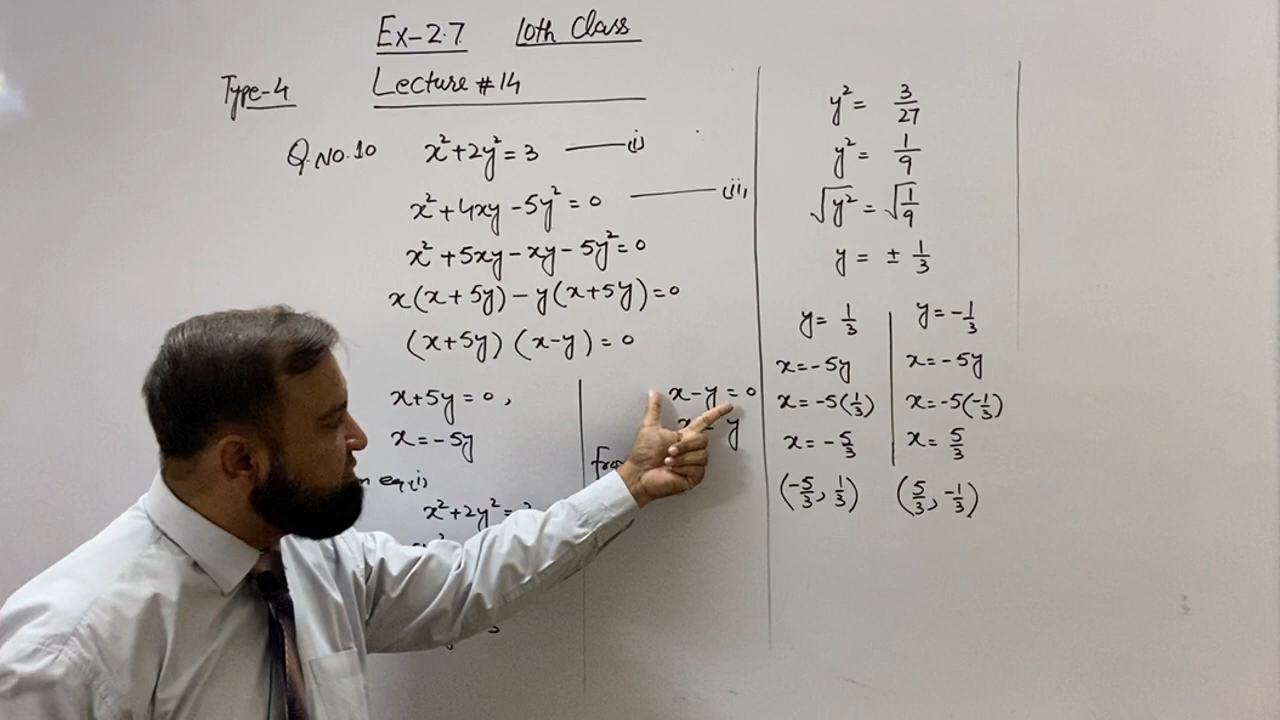 Ex-2.7 10th Class
Type-4 Lecture #14
Q.No.10 x²+2y²=3 —(i)
x²+4xy-5y²=0 —(ii)
x²+5xy-xy-5y²=0
x(x+5y)-y(x+5y)=0
(x+5y)(x-y)=0
x+5y=0,
x=-5y
eq(i)
x²+2y²=
x-y=0
y
y²= 3/27
y²= 1/9
√y²=√1/9
y= ± 1/3
y= 1/3
x=-5y
x=-5(1/3)
x=-5/3
(-5/3, 1/3)
y=-1/3
x=-5y
x=-5(-1/3)
x= 5/3
(5/3, -1/3)